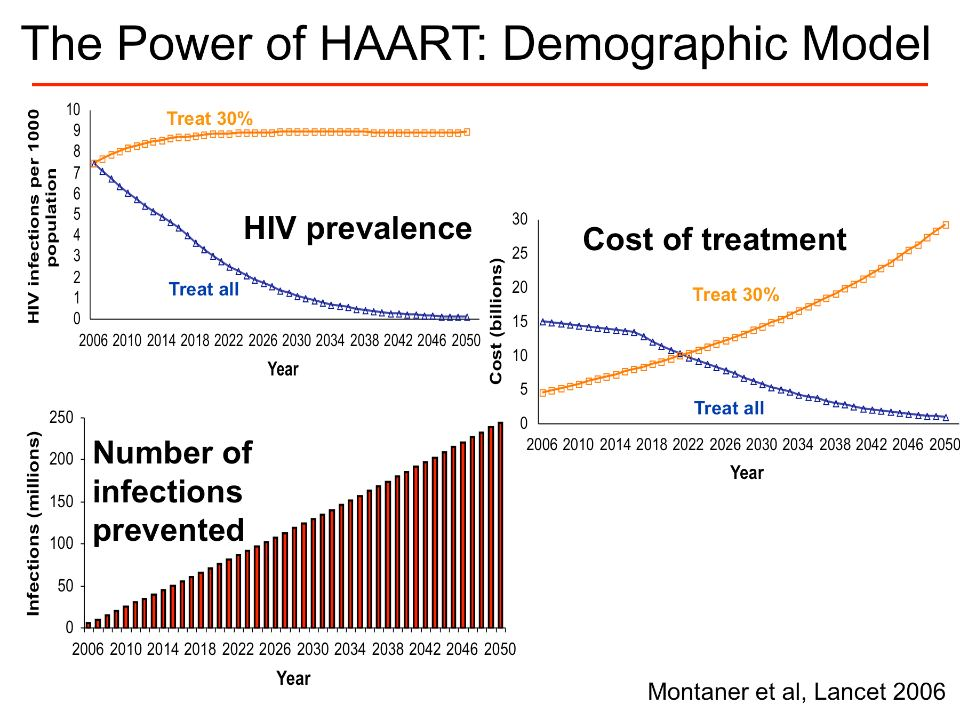 The Power of HAART: Demographic Model
HIV infections per 1000
population
10
9
8
7
6
5
4
3
2
1
0
Treat 30%
HIV prevalence
Treat all
2006 2010 2014 2018 2022 2026 2030 2034 2038 2042 2046 2050
Year
Cost (billions)
30
25
20
15
10
5
0
Cost of treatment
Treat 30%
Treat all
2006 2010 2014 2018 2022 2026 2030 2034 2038 2042 2046 2050
Year
Infections (millions)
250
200
150
100
50
0
Number of
infections
prevented
2006 2010 2014 2018 2022 2026 2030 2034 2038 2042 2046 2050
Year
Montaner et al, Lancet 2006